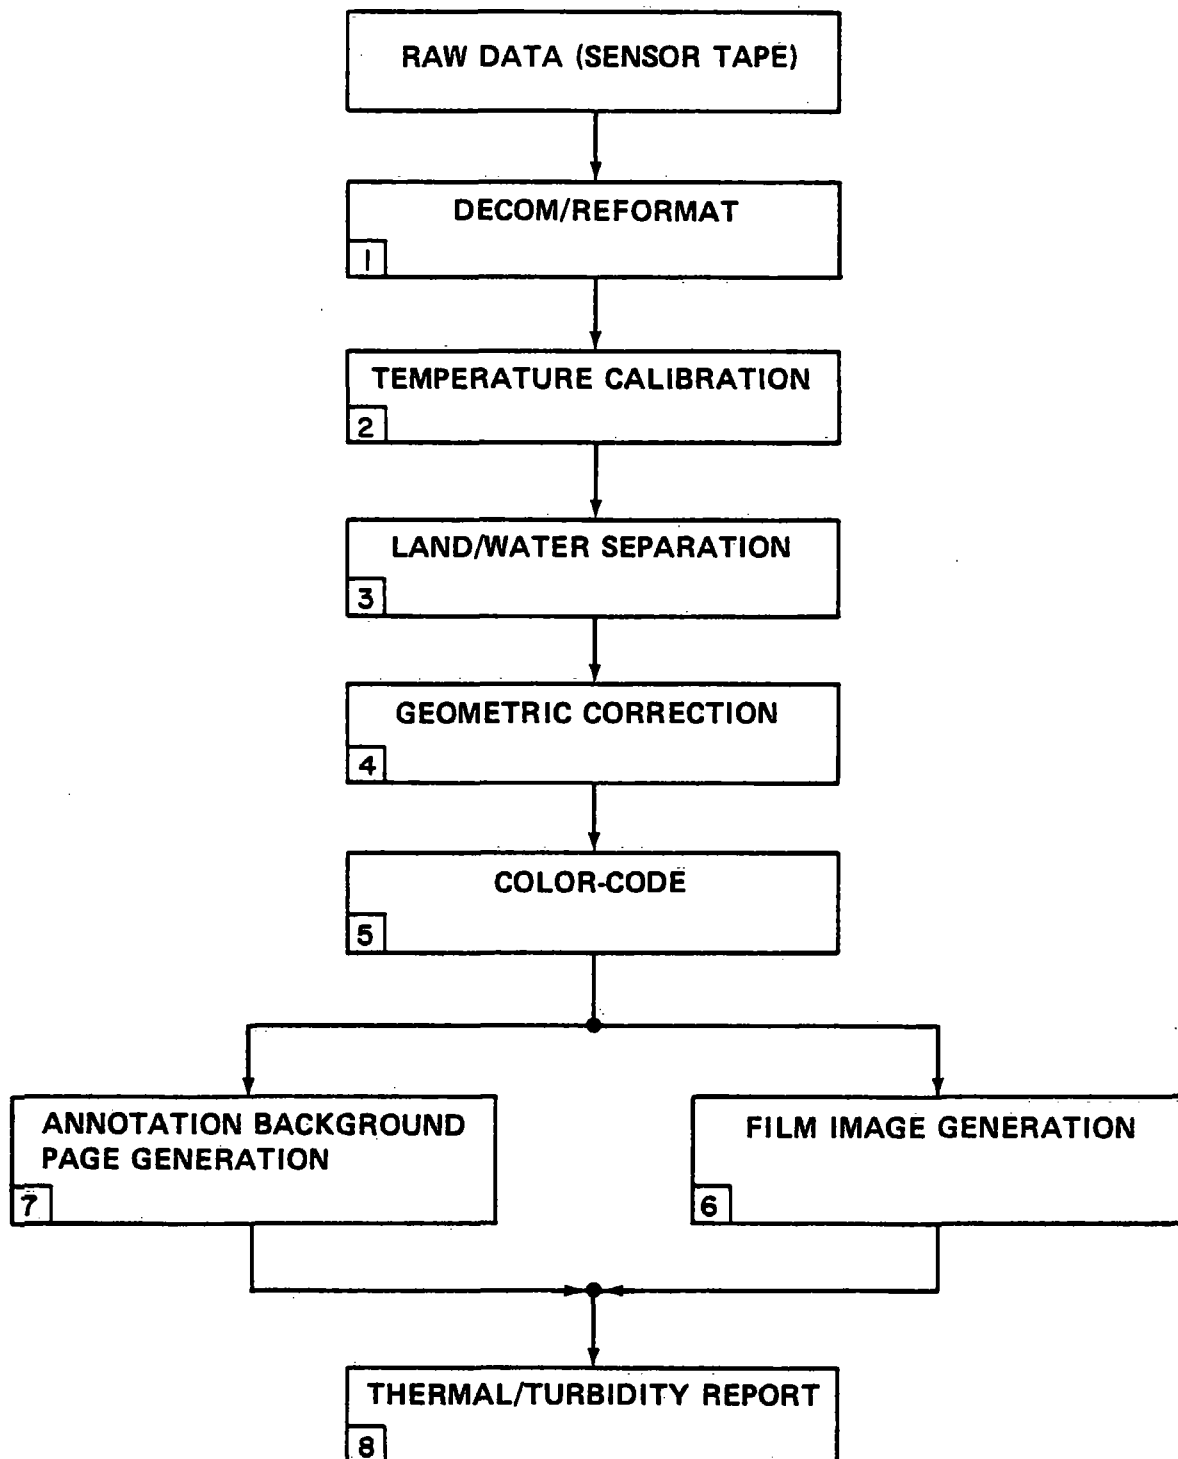 RAW DATA (SENSOR TAPE)
DECOM/REFORMAT
1
TEMPERATURE CALIBRATION
2
LAND/WATER SEPARATION
3
GEOMETRIC CORRECTION
4
COLOR-CODE
5
ANNOTATION BACKGROUND
PAGE GENERATION
7
FILM IMAGE GENERATION
6
THERMAL/TURBIDITY REPORT
8